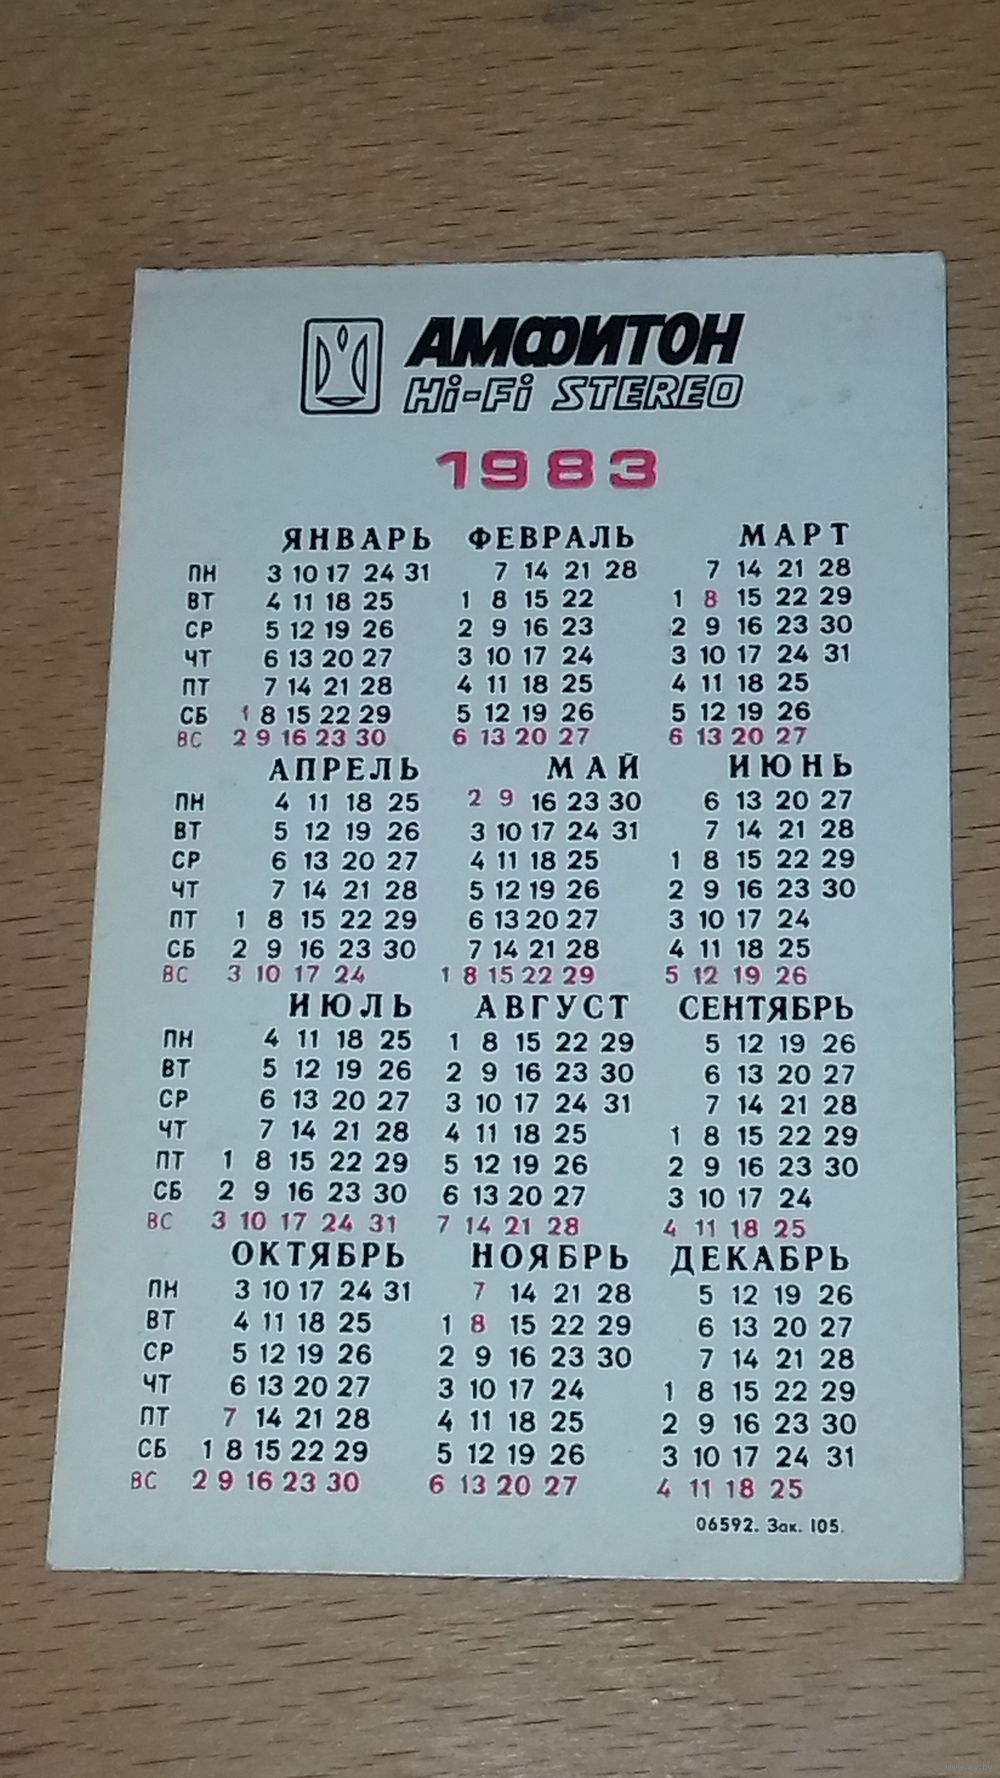 АМФИТОН
Hi-Fi STEREO
1983
ЯНВАРЬ ФЕВРАЛЬ МАРТ
ПН 3 10 17 24 31 7 14 21 28 7 14 21 28
ВТ 4 11 18 25 1 8 15 22 1 8 15 22 29
СР 5 12 19 26 2 9 16 23 2 9 16 23 30
ЧТ 6 13 20 27 3 10 17 24 3 10 17 24 31
ПТ 7 14 21 28 4 11 18 25 4 11 18 25
СБ 1 8 15 22 29 5 12 19 26 5 12 19 26
ВС 2 9 16 23 30 6 13 20 27 6 13 20 27
АПРЕЛЬ МАЙ ИЮНЬ
ПН 4 11 18 25 2 9 16 23 30 6 13 20 27
ВТ 5 12 19 26 3 10 17 24 31 7 14 21 28
СР 6 13 20 27 4 11 18 25 1 8 15 22 29
ЧТ 7 14 21 28 5 12 19 26 2 9 16 23 30
ПТ 1 8 15 22 29 6 13 20 27 3 10 17 24
СБ 2 9 16 23 30 7 14 21 28 4 11 18 25
ВС 3 10 17 24 1 8 15 22 29 5 12 19 26
ИЮЛЬ АВГУСТ СЕНТЯБРЬ
ПН 4 11 18 25 1 8 15 22 29 5 12 19 26
ВТ 5 12 19 26 2 9 16 23 30 6 13 20 27
СР 6 13 20 27 3 10 17 24 31 7 14 21 28
ЧТ 7 14 21 28 4 11 18 25 1 8 15 22 29
ПТ 1 8 15 22 29 5 12 19 26 2 9 16 23 30
СБ 2 9 16 23 30 6 13 20 27 3 10 17 24
ВС 3 10 17 24 31 7 14 21 28 4 11 18 25
ОКТЯБРЬ НОЯБРЬ ДЕКАБРЬ
ПН 3 10 17 24 31 7 14 21 28 5 12 19 26
ВТ 4 11 18 25 1 8 15 22 29 6 13 20 27
СР 5 12 19 26 2 9 16 23 30 7 14 21 28
ЧТ 6 13 20 27 3 10 17 24 1 8 15 22 29
ПТ 7 14 21 28 4 11 18 25 2 9 16 23 30
СБ 1 8 15 22 29 5 12 19 26 3 10 17 24 31
ВС 2 9 16 23 30 6 13 20 27 4 11 18 25
06592. Зак. 105.